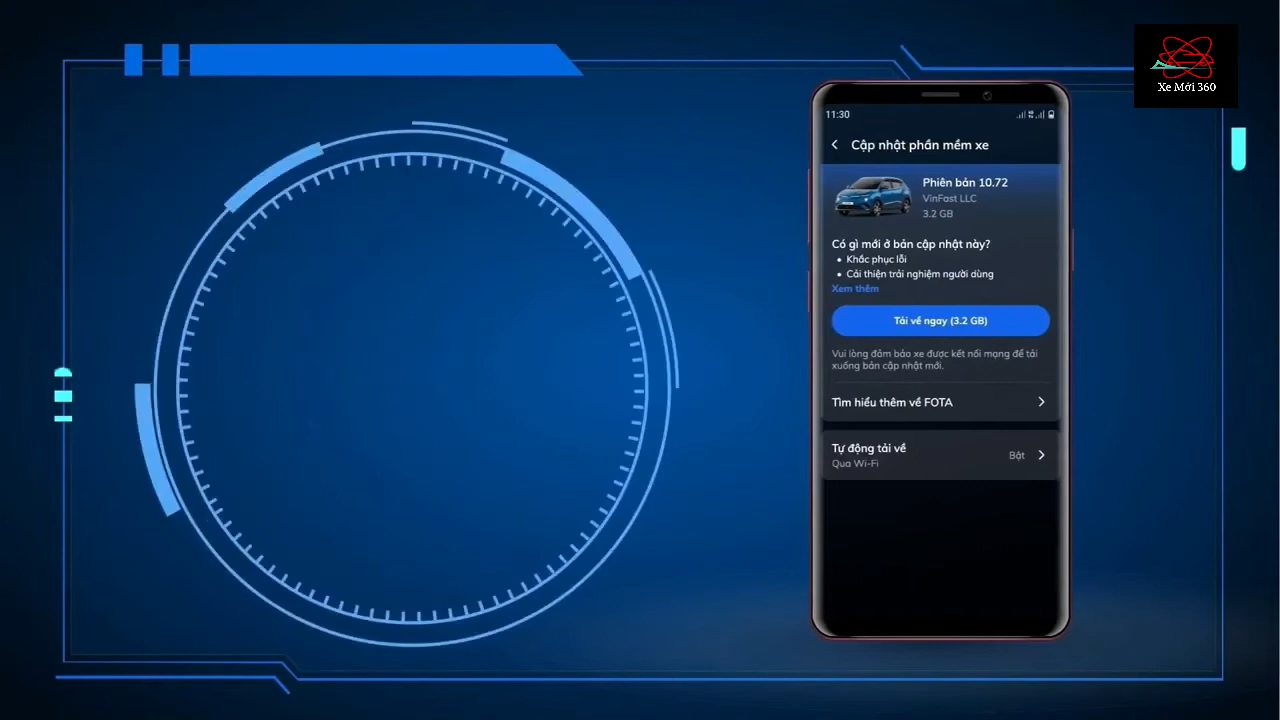 Xe Mới 360
11:30
Cập nhật phần mềm xe
Phiên bản 10.72
VinFast LLC
3.2 GB
Có gì mới ở bản cập nhật này?
• Khắc phục lỗi
• Cải thiện trải nghiệm người dùng
Xem thêm
Tải về ngay (3.2 GB)
Vui lòng đảm bảo xe được kết nối mạng để tải
xuống bản cập nhật mới.
Tìm hiểu thêm về FOTA
Tự động tải về
Qua Wi-Fi
Bật